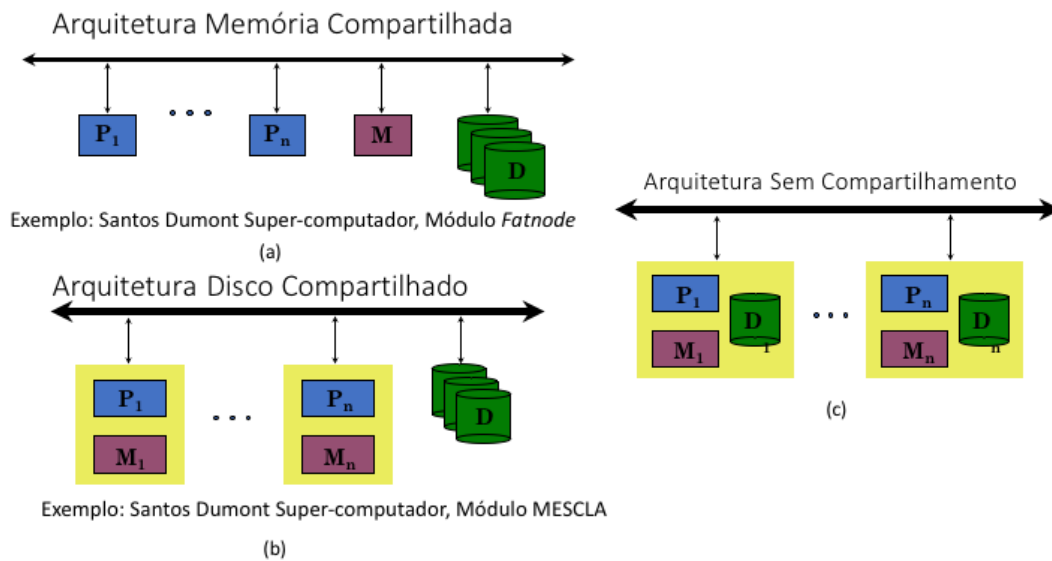 Arquitetura Memória Compartilhada
P1 ... Pn M D
Exemplo: Santos Dumont Super-computador, Módulo Fatnode
(a)
Arquitetura Disco Compartilhado
P1 ... Pn D
M1 Mn
Exemplo: Santos Dumont Super-computador, Módulo MESCLA
(b)
Arquitetura Sem Compartilhamento
P1 D1 ... Pn Dn
M1 Mn
(c)